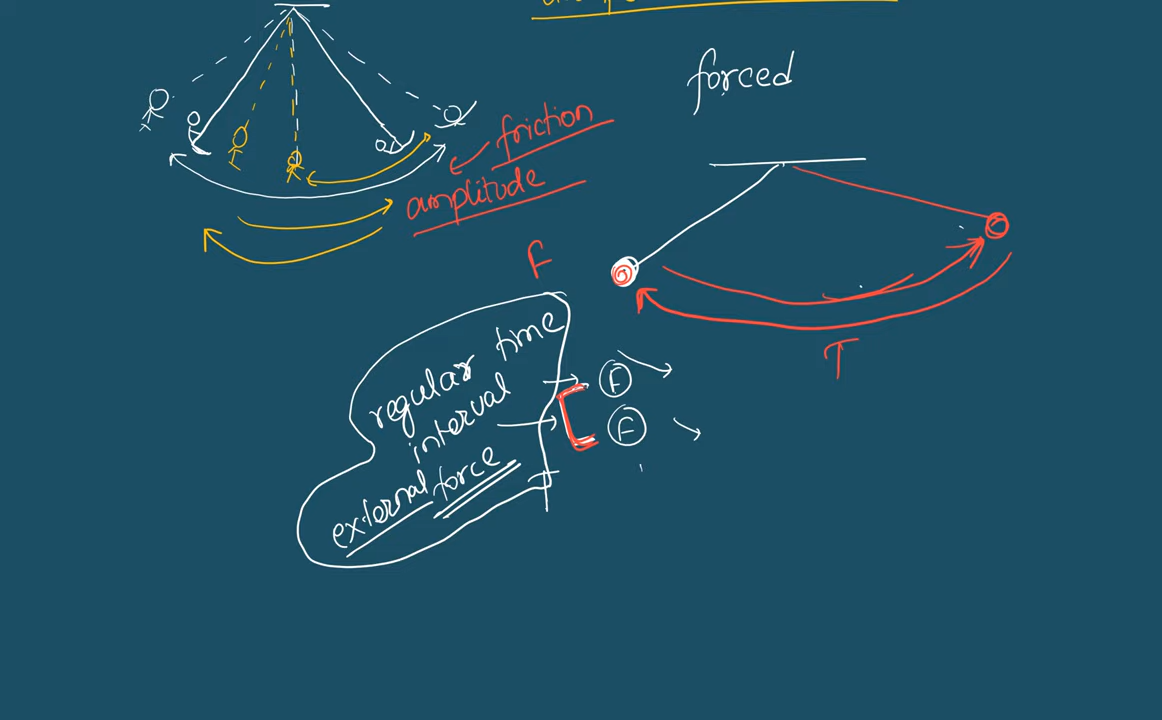 forced
friction
amplitude
F
regular time
interval
external force
F
F
T